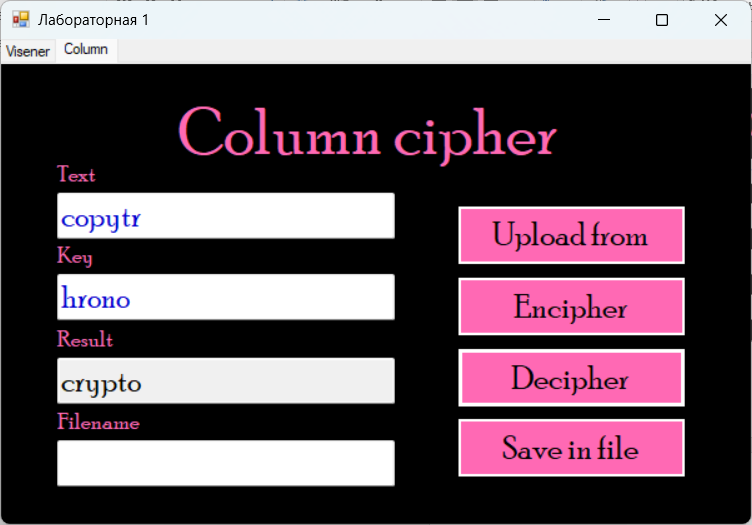 Лабораторная 1
Visener Column
Column cipher
Text
copytr
Key
hrono
Result
crypto
Filename
Upload from
Encipher
Decipher
Save in file